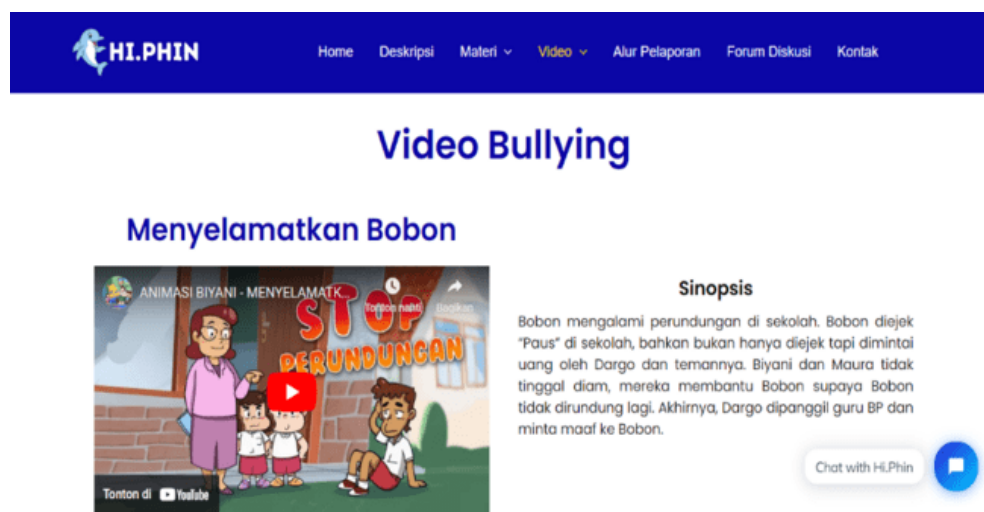 HI.PHIN
Home Deskripsi Materi Video Alur Pelaporan Forum Diskusi Kontak
Video Bullying
Menyelamatkan Bobon
ANIMASI BIYANI - MENYELAMATK...
Tonton nanti Bagikan
STOP
PERUNDUNGAN
Tonton di YouTube
Sinopsis
Bobon mengalami perundungan di sekolah. Bobon diejek
"Paus" di sekolah, bahkan bukan hanya diejek tapi dimintai
uang oleh Dargo dan temannya. Biyani dan Maura tidak
tinggal diam, mereka membantu Bobon supaya Bobon
tidak dirundung lagi. Akhirnya, Dargo dipanggil guru BP dan
minta maaf ke Bobon.
Chat with Hi.Phin